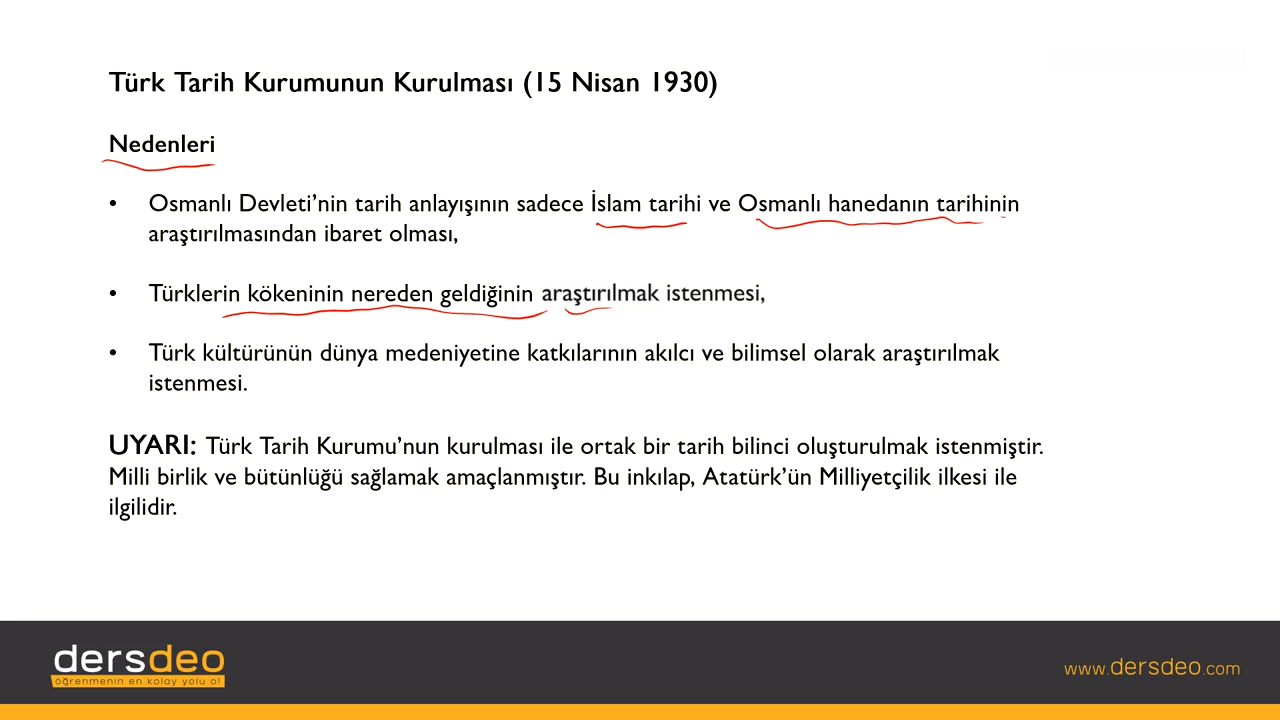 Türk Tarih Kurumunun Kurulması (15 Nisan 1930)
Nedenleri
• Osmanlı Devleti’nin tarih anlayışının sadece İslam tarihi ve Osmanlı hanedanın tarihinin
araştırılmasından ibaret olması,
• Türklerin kökeninin nereden geldiğinin araştırılmak istenmesi,
• Türk kültürünün dünya medeniyetine katkılarının akılcı ve bilimsel olarak araştırılmak
istenmesi.
UYARI: Türk Tarih Kurumu’nun kurulması ile ortak bir tarih bilinci oluşturulmak istenmiştir.
Milli birlik ve bütünlüğü sağlamak amaçlanmıştır. Bu inkılap, Atatürk’ün Milliyetçilik ilkesi ile
ilgilidir.
dersdeo
öğrenmenin en kolay yolu o!
www.dersdeo.com